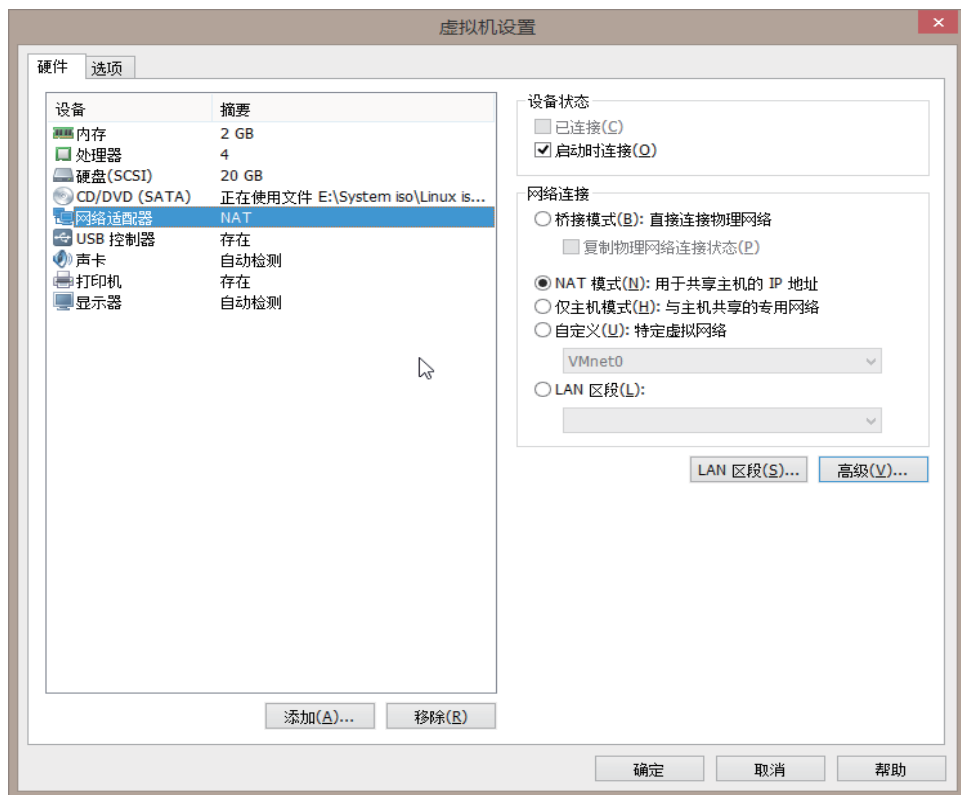 虚拟机设置
硬件 选项
设备 摘要
内存 2 GB
处理器 4
硬盘(SCSI) 20 GB
CD/DVD (SATA) 正在使用文件 E:\System iso\Linux is...
网络适配器 NAT
USB 控制器 存在
声卡 自动检测
打印机 存在
显示器 自动检测
添加(A)... 移除(R)
设备状态
已连接(C)
启动时连接(O)
网络连接
桥接模式(B): 直接连接物理网络
复制物理网络连接状态(P)
NAT 模式(N): 用于共享主机的 IP 地址
仅主机模式(H): 与主机共享的专用网络
自定义(U): 特定虚拟网络
VMnet0
LAN 区段(L):
LAN 区段(S)... 高级(V)...
确定 取消 帮助